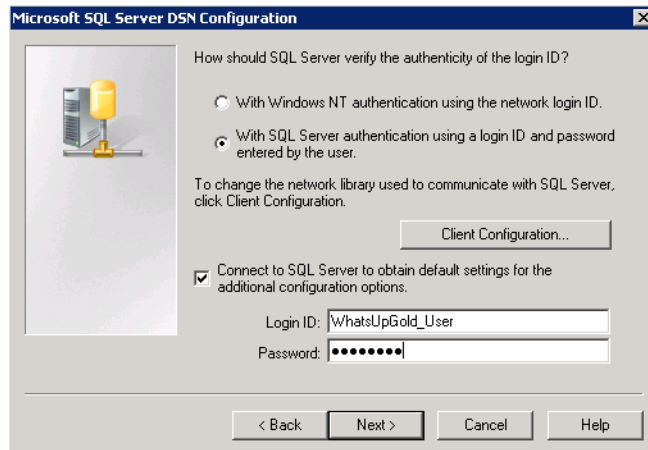 Microsoft SQL Server DSN Configuration
How should SQL Server verify the authenticity of the login ID?
With Windows NT authentication using the network login ID.
With SQL Server authentication using a login ID and password
entered by the user.
To change the network library used to communicate with SQL Server,
click Client Configuration.
Client Configuration...
Connect to SQL Server to obtain default settings for the
additional configuration options.
Login ID: WhatsUpGold_User
Password: ●●●●●●●●
< Back Next > Cancel Help